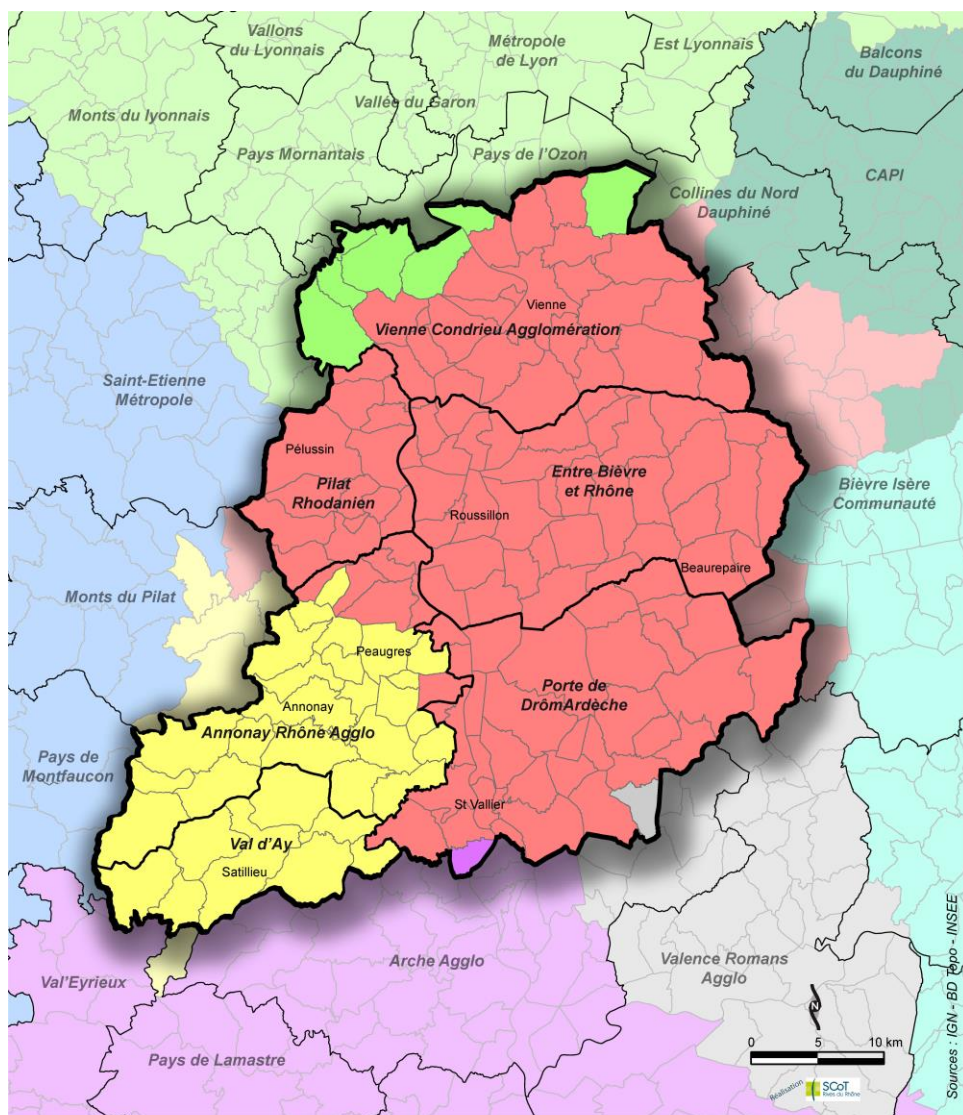 Vallons
du Lyonnais
Métropole
de Lyon
Est Lyonnais
Balcons
du Dauphiné
Monts du lyonnais
Vallée du Garon
Pays Mornantais
Pays de l'Ozon
CAPI
Collines du Nord
Dauphiné
Vienne
Vienne Condrieu Agglomération
Saint-Etienne
Métropole
Pélussin
Pilat
Rhodanien
Entre Bièvre
et Rhône
Bièvre Isère
Communauté
Roussillon
Beaurepaire
Monts du Pilat
Peaugres
Annonay
Annonay Rhône Agglo
Porte de
DrômArdèche
Pays de
Montfaucon
St Vallier
Val d'Ay
Satillieu
Val'Eyrieux
Arche Agglo
Valence Romans
Agglo
Pays de Lamastre
N
0 5 10 km
Réalisation
SCoT
Rives du Rhône
Sources : IGN - BD Topo - INSEE